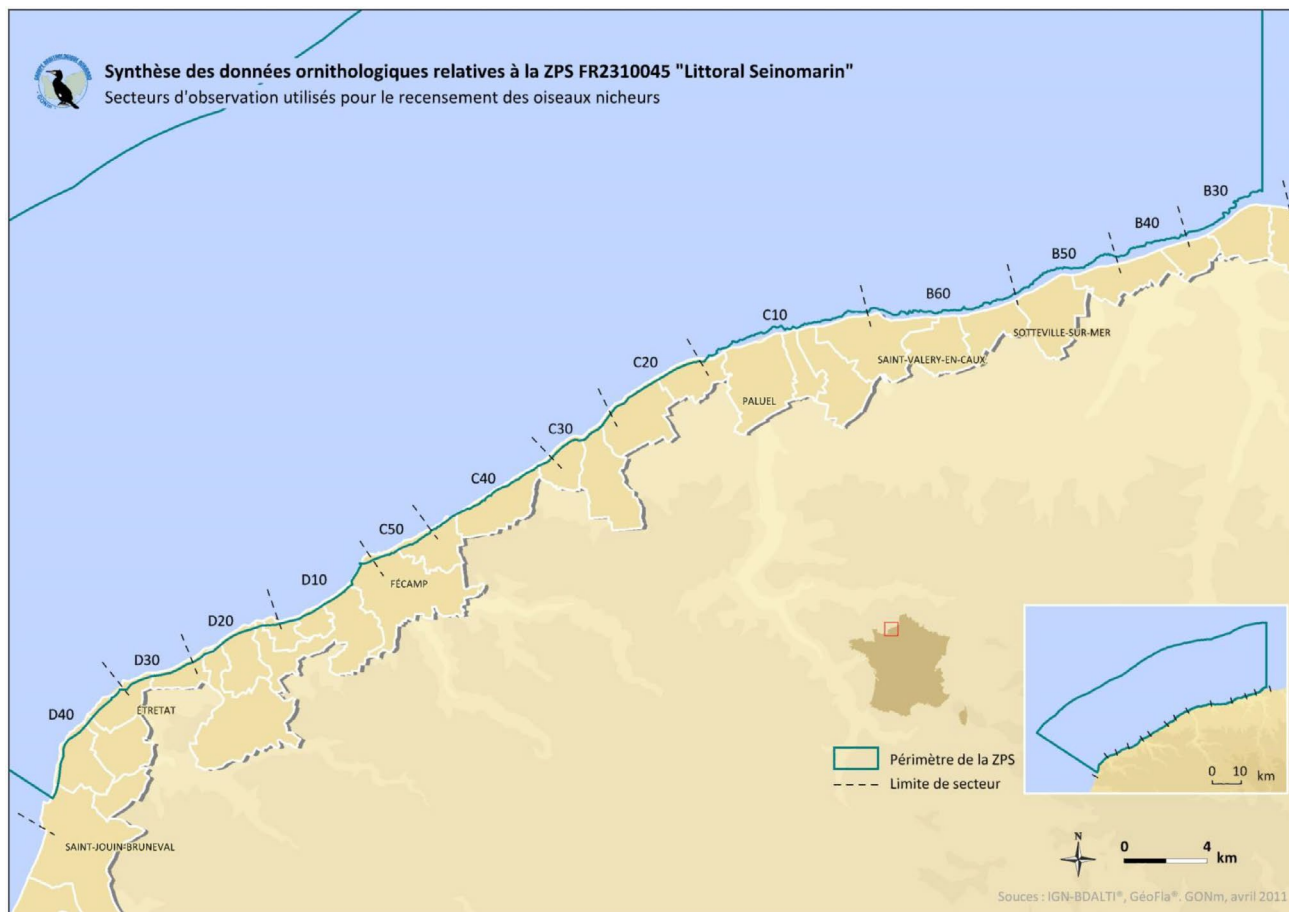 Synthèse des données ornithologiques relatives à la ZPS FR2310045 "Littoral Seinomarin"
Secteurs d'observation utilisés pour le recensement des oiseaux nicheurs
B30
B40
B50
B60
C10
SOTTEVILLE-SUR-MER
SAINT-VALERY-EN-CAUX
C20
PALUEL
C30
C40
C50
FÉCAMP
D10
D20
D30
ÉTRETAT
D40
SAINT-JOUIN-BRUNEVAL
Périmètre de la ZPS
Limite de secteur
0 10 km
N
0 4
km
Souces : IGN-BDALTI®, GéoFla®. GONm, avril 2011